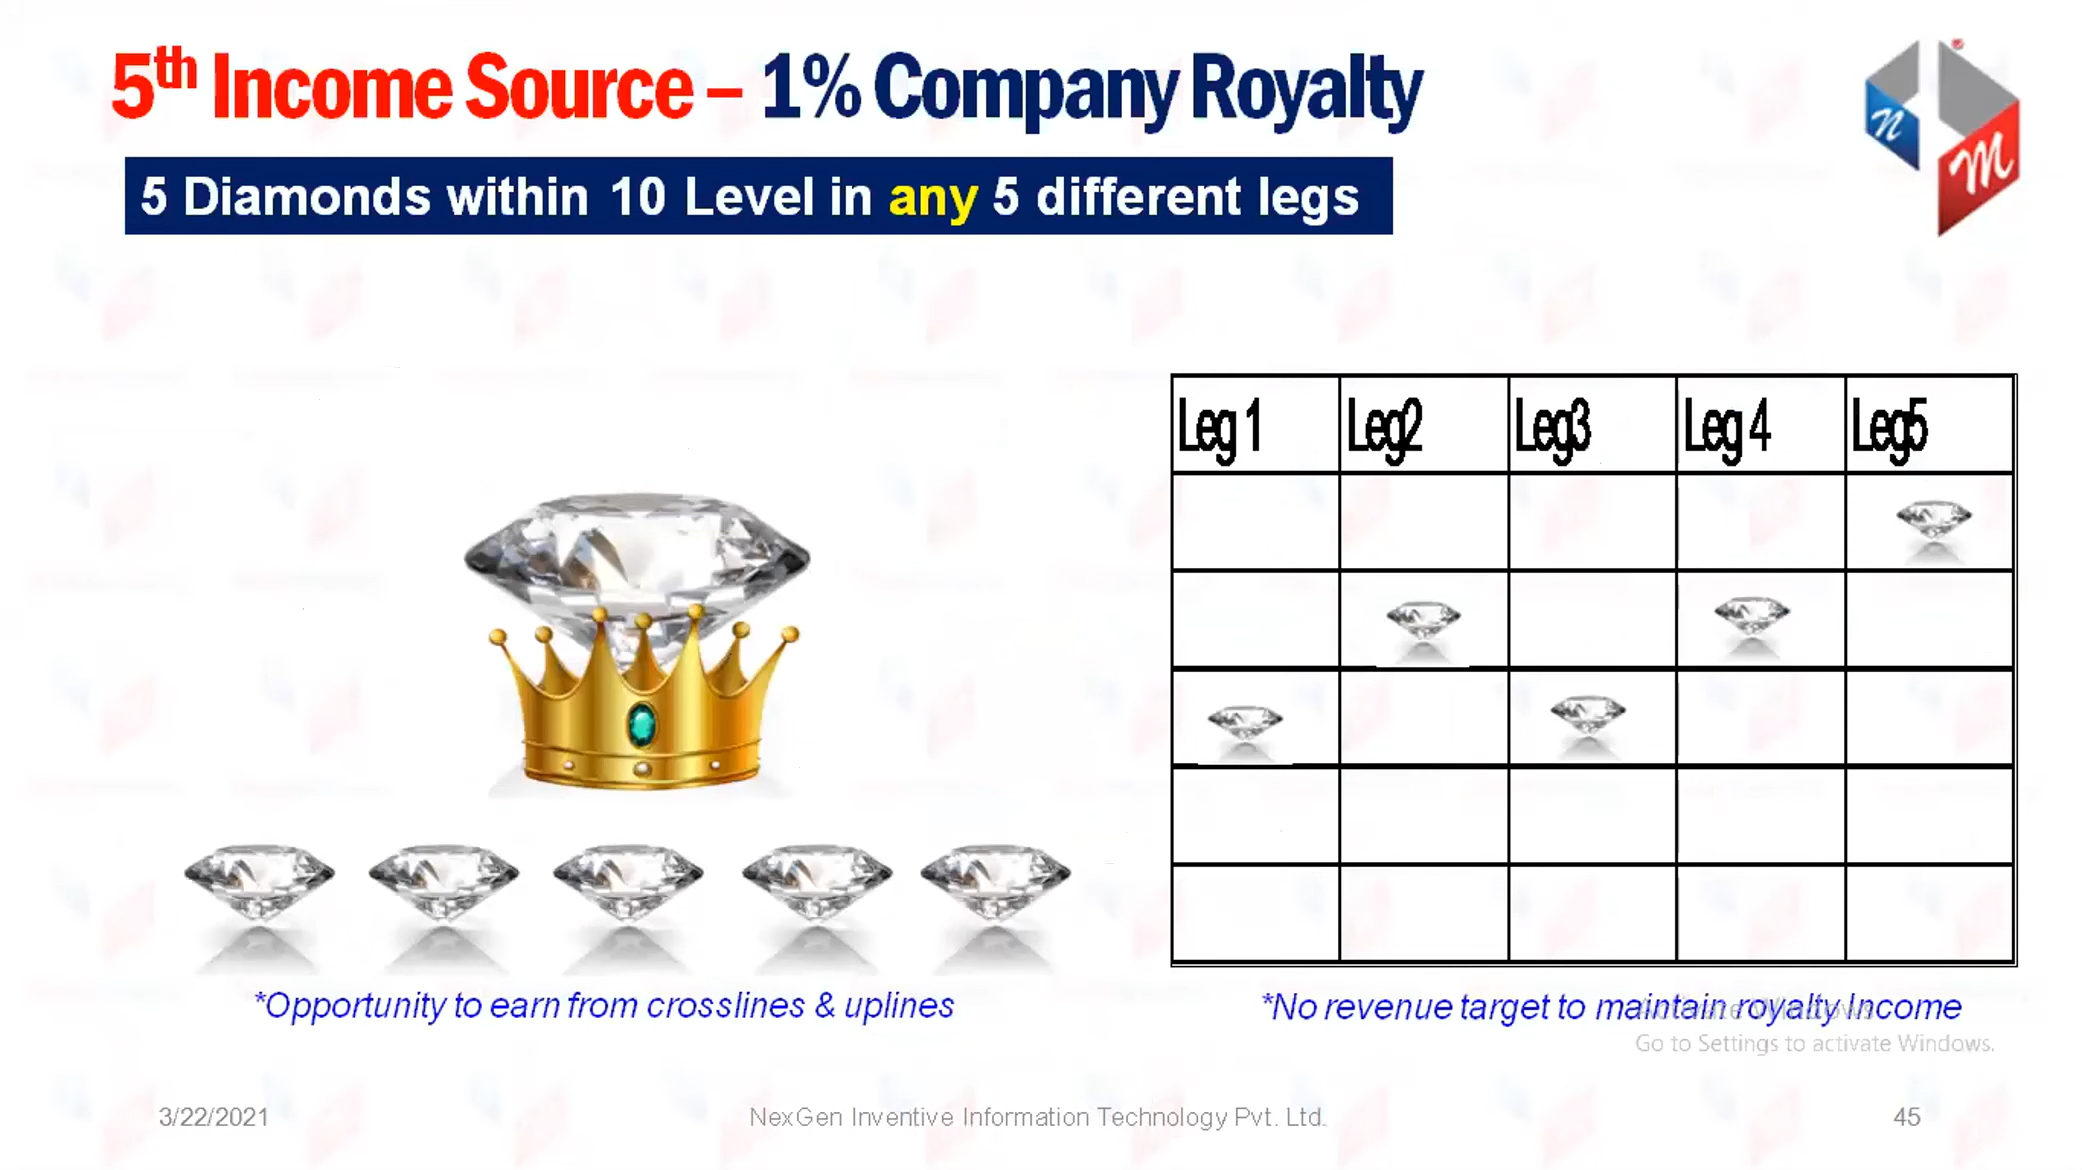 5th Income Source – 1% Company Royalty
n
m
5 Diamonds within 10 Level in any 5 different legs
Leg 1 Leg2 Leg3 Leg 4 Leg5
*Opportunity to earn from crosslines & uplines
*No revenue target to maintain royalty Income
Activate Windows
Go to Settings to activate Windows.
3/22/2021
NexGen Inventive Information Technology Pvt. Ltd.
45